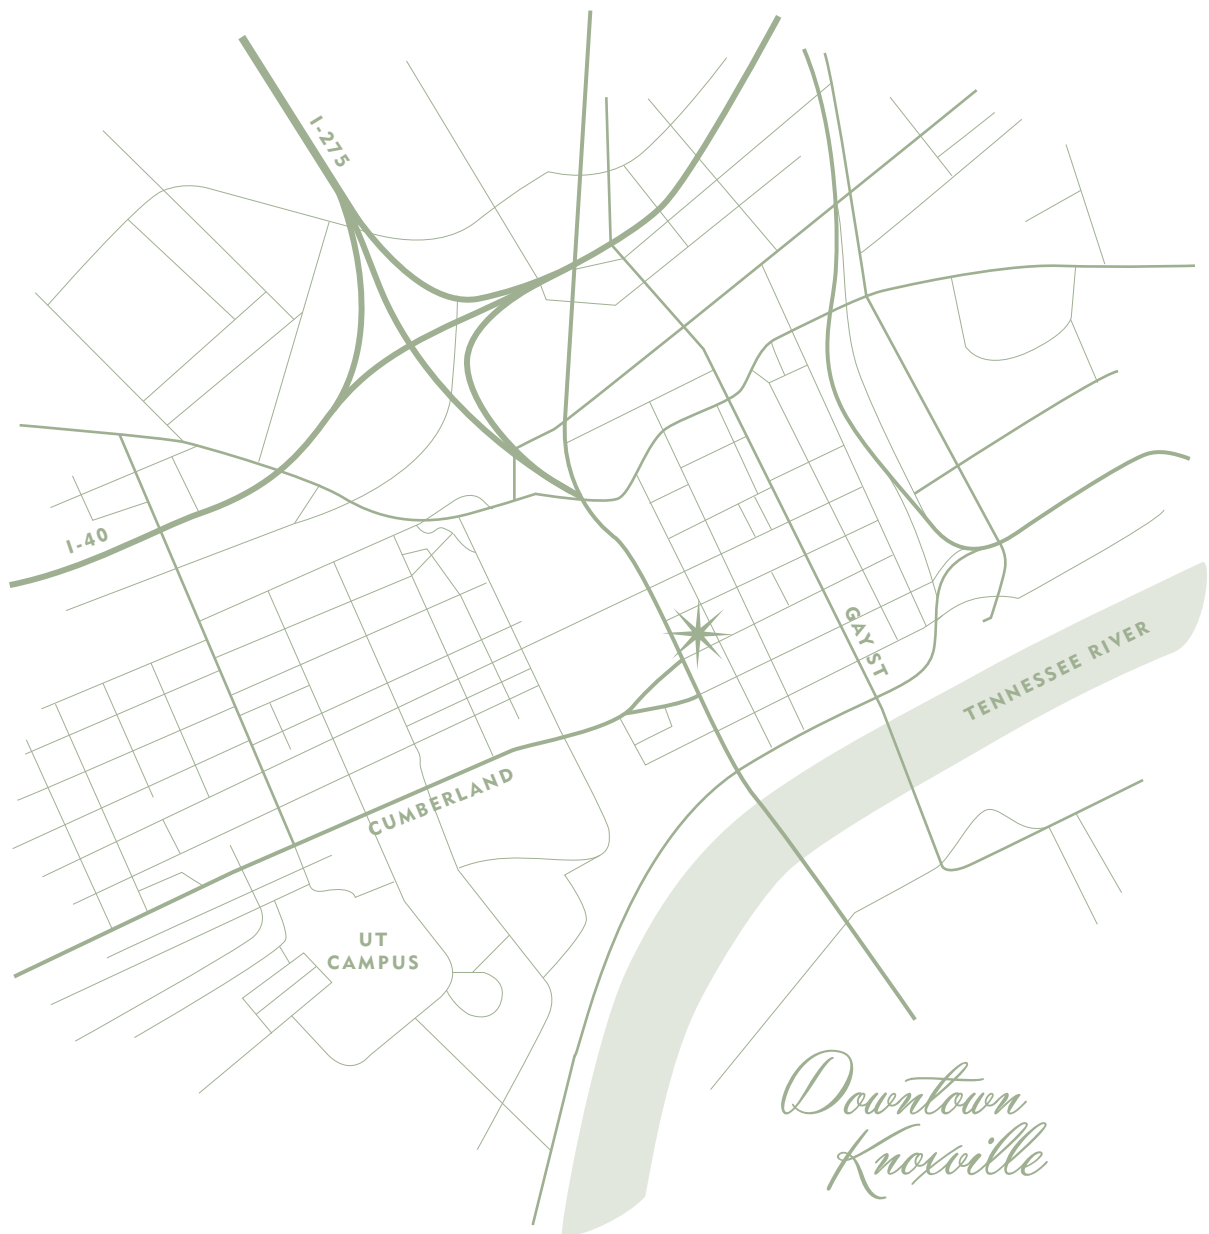 I-275
I-40
GAY ST
TENNESSEE RIVER
CUMBERLAND
UT
CAMPUS
Downtown
Knoxville